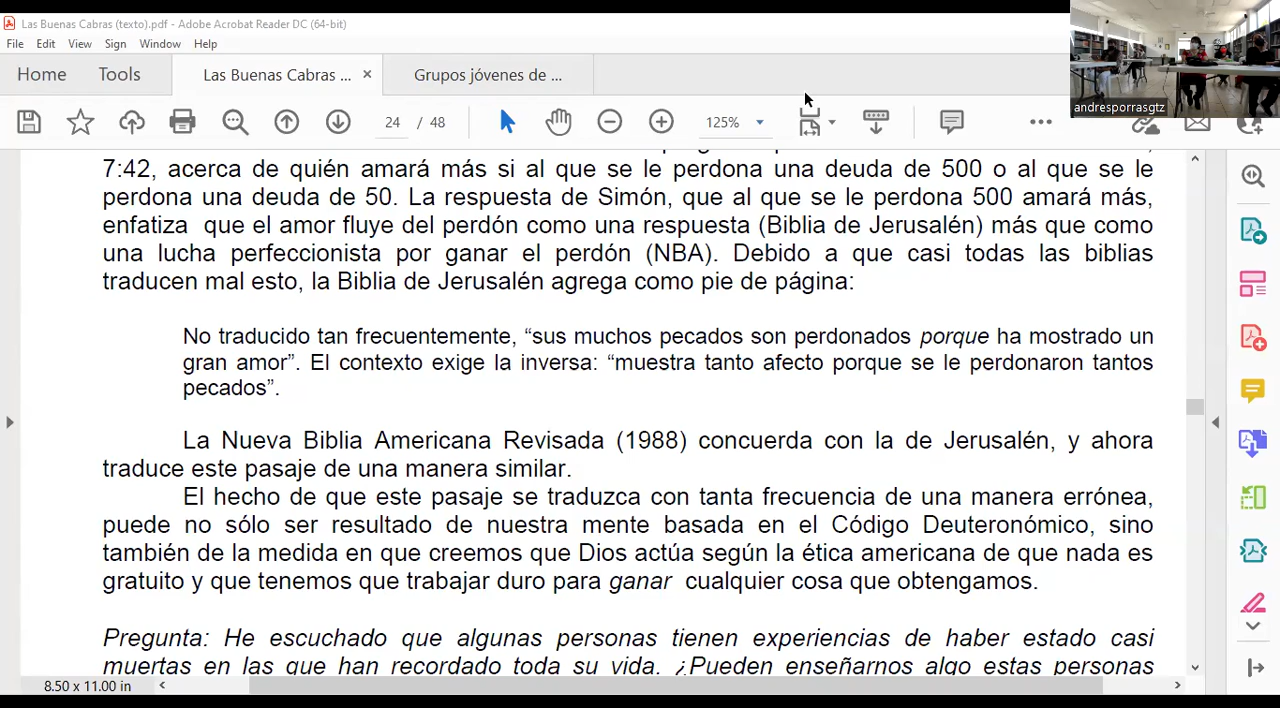 Las Buenas Cabras (texto).pdf - Adobe Acrobat Reader DC (64-bit)
File Edit View Sign Window Help
Home Tools Las Buenas Cabras ... × Grupos jóvenes de ...
24 / 48 125%
andresporrasgtz
7:42, acerca de quién amará más si al que se le perdona una deuda de 500 o al que se le
perdona una deuda de 50. La respuesta de Simón, que al que se le perdona 500 amará más,
enfatiza que el amor fluye del perdón como una respuesta (Biblia de Jerusalén) más que como
una lucha perfeccionista por ganar el perdón (NBA). Debido a que casi todas las biblias
traducen mal esto, la Biblia de Jerusalén agrega como pie de página:
No traducido tan frecuentemente, “sus muchos pecados son perdonados porque ha mostrado un
gran amor”. El contexto exige la inversa: “muestra tanto afecto porque se le perdonaron tantos
pecados”.
La Nueva Biblia Americana Revisada (1988) concuerda con la de Jerusalén, y ahora
traduce este pasaje de una manera similar.
El hecho de que este pasaje se traduzca con tanta frecuencia de una manera errónea,
puede no sólo ser resultado de nuestra mente basada en el Código Deuteronómico, sino
también de la medida en que creemos que Dios actúa según la ética americana de que nada es
gratuito y que tenemos que trabajar duro para ganar cualquier cosa que obtengamos.
Pregunta: He escuchado que algunas personas tienen experiencias de haber estado casi
muertas en las que han recordado toda su vida. ¿Pueden enseñarnos algo estas personas
8.50 x 11.00 in